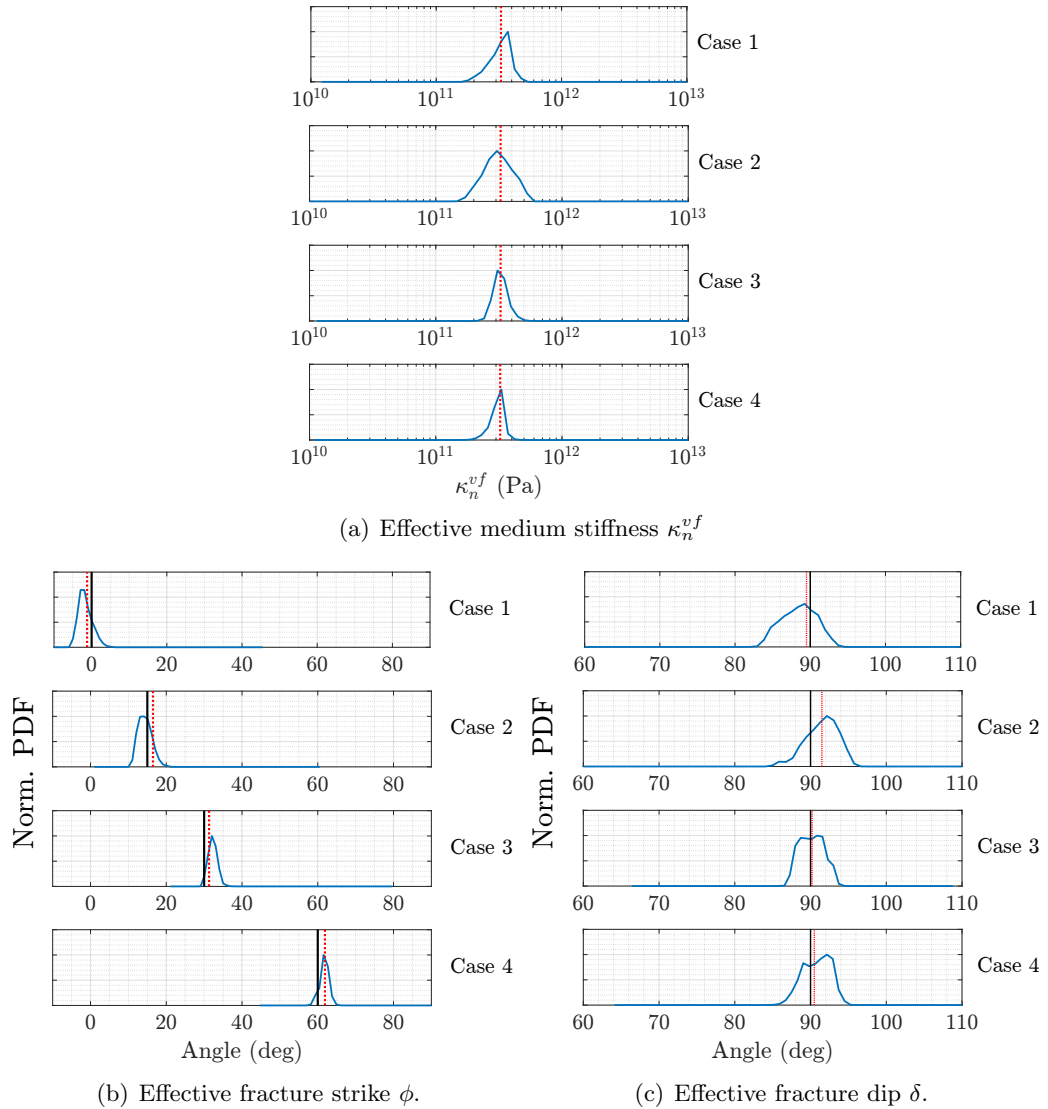 Case 1
10^10 10^11 10^12 10^13
Case 2
10^10 10^11 10^12 10^13
Case 3
10^10 10^11 10^12 10^13
Case 4
10^10 10^11 10^12 10^13
κ_n^{vf} (Pa)
(a) Effective medium stiffness κ_n^{vf}
Norm. PDF
Case 1
0 20 40 60 80
Case 2
0 20 40 60 80
Case 3
0 20 40 60 80
Case 4
0 20 40 60 80
Angle (deg)
(b) Effective fracture strike ϕ.
Norm. PDF
Case 1
60 70 80 90 100 110
Case 2
60 70 80 90 100 110
Case 3
60 70 80 90 100 110
Case 4
60 70 80 90 100 110
Angle (deg)
(c) Effective fracture dip δ.